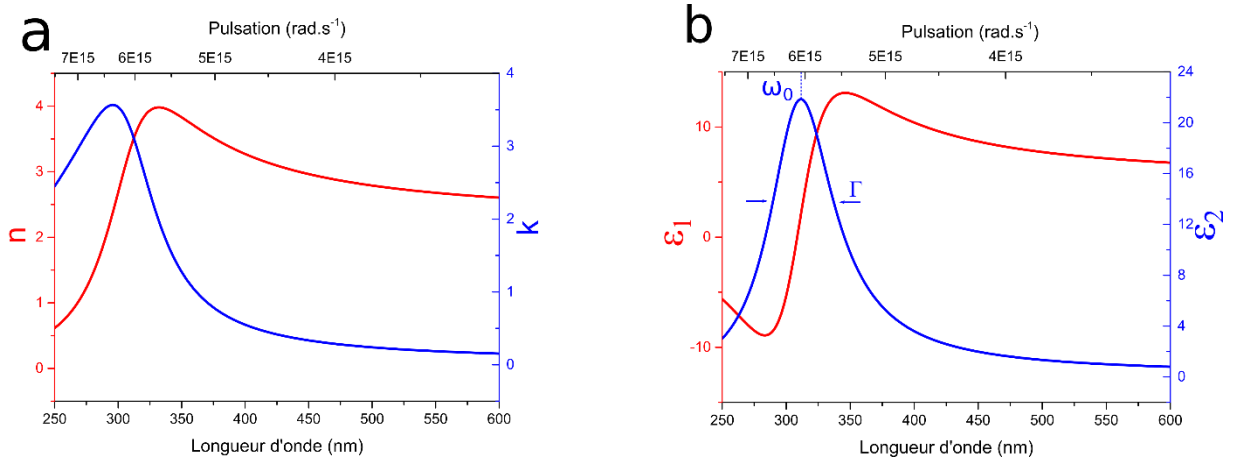 a
Pulsation (rad.s⁻¹)
7E15 6E15 5E15 4E15
n
4
3
2
1
0
k
4
3
2
1
0
250 300 350 400 450 500 550 600
Longueur d'onde (nm)
b
Pulsation (rad.s⁻¹)
7E15 6E15 5E15 4E15
ω₀
Γ
ε₁
10
0
-10
ε₂
24
20
16
12
8
4
0
250 300 350 400 450 500 550 600
Longueur d'onde (nm)